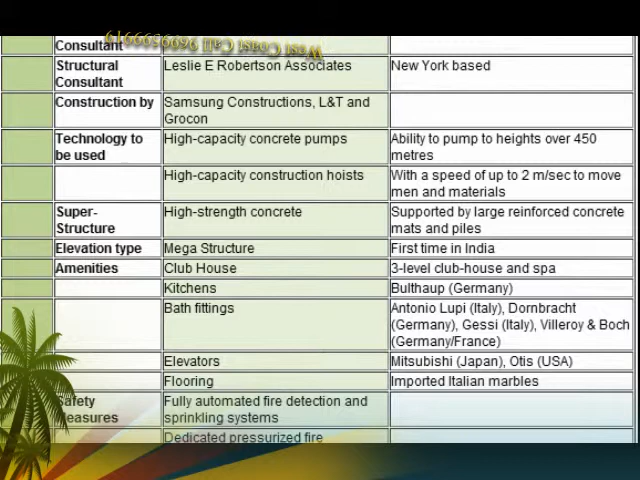 West Coast Call 9696966619
Consultant
Structural Leslie E Robertson Associates New York based
Consultant
Construction by Samsung Constructions, L&T and
Grocon
Technology to High-capacity concrete pumps Ability to pump to heights over 450
be used metres
High-capacity construction hoists With a speed of up to 2 m/sec to move
men and materials
Super- High-strength concrete Supported by large reinforced concrete
Structure mats and piles
Elevation type Mega Structure First time in India
Amenities Club House 3-level club-house and spa
Kitchens Bulthaup (Germany)
Bath fittings Antonio Lupi (Italy), Dornbracht
(Germany), Gessi (Italy), Villeroy & Boch
(Germany/France)
Elevators Mitsubishi (Japan), Otis (USA)
Flooring Imported Italian marbles
Safety Fully automated fire detection and
Measures sprinkling systems
Dedicated pressurized fire